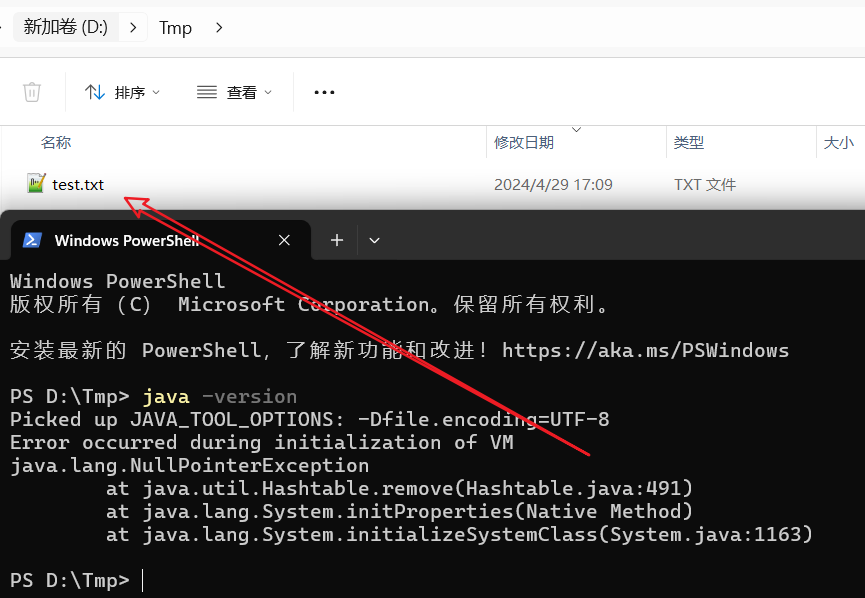 新加卷 (D:) > Tmp >
排序 查看 ...
名称 修改日期 类型 大小
test.txt 2024/4/29 17:09 TXT 文件
Windows PowerShell
Windows PowerShell
版权所有 (C) Microsoft Corporation。保留所有权利。
安装最新的 PowerShell,了解新功能和改进!https://aka.ms/PSWindows
PS D:\Tmp> java -version
Picked up JAVA_TOOL_OPTIONS: -Dfile.encoding=UTF-8
Error occurred during initialization of VM
java.lang.NullPointerException
at java.util.Hashtable.remove(Hashtable.java:491)
at java.lang.System.initProperties(Native Method)
at java.lang.System.initializeSystemClass(System.java:1163)
PS D:\Tmp>